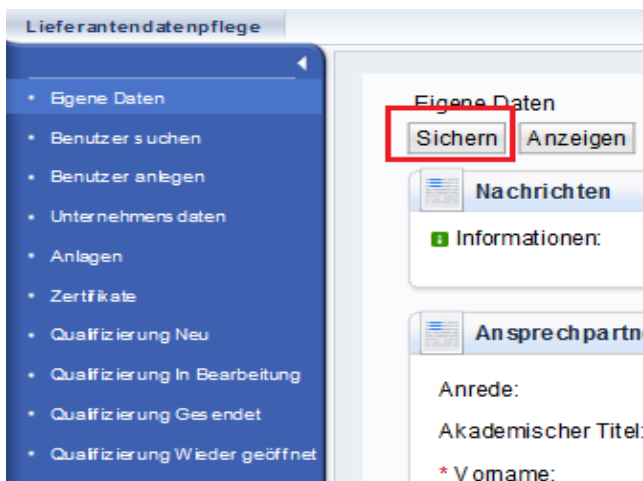 Lieferantendatenpflege
Eigene Daten
Benutzer suchen
Benutzer anlegen
Unternehmensdaten
Anlagen
Zertifikate
Qualifizierung Neu
Qualifizierung In Bearbeitung
Qualifizierung Gesendet
Qualifizierung Wieder geöffnet
Eigene Daten
Sichern Anzeigen
Nachrichten
Informationen:
Ansprechpartn
Anrede:
Akademischer Titel:
* Vorname: